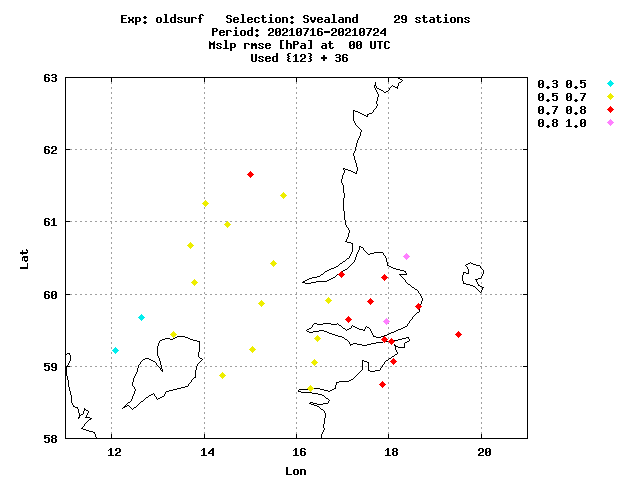 Exp: oldsurf   Selection: Svealand     29 stations
Period: 20210716-20210724
Mslp rmse [hPa] at  00 UTC
Used {12} + 36
0.3 0.5
0.5 0.7
0.7 0.8
0.8 1.0
63
62
61
60
59
58
Lat
12 14 16 18 20
Lon